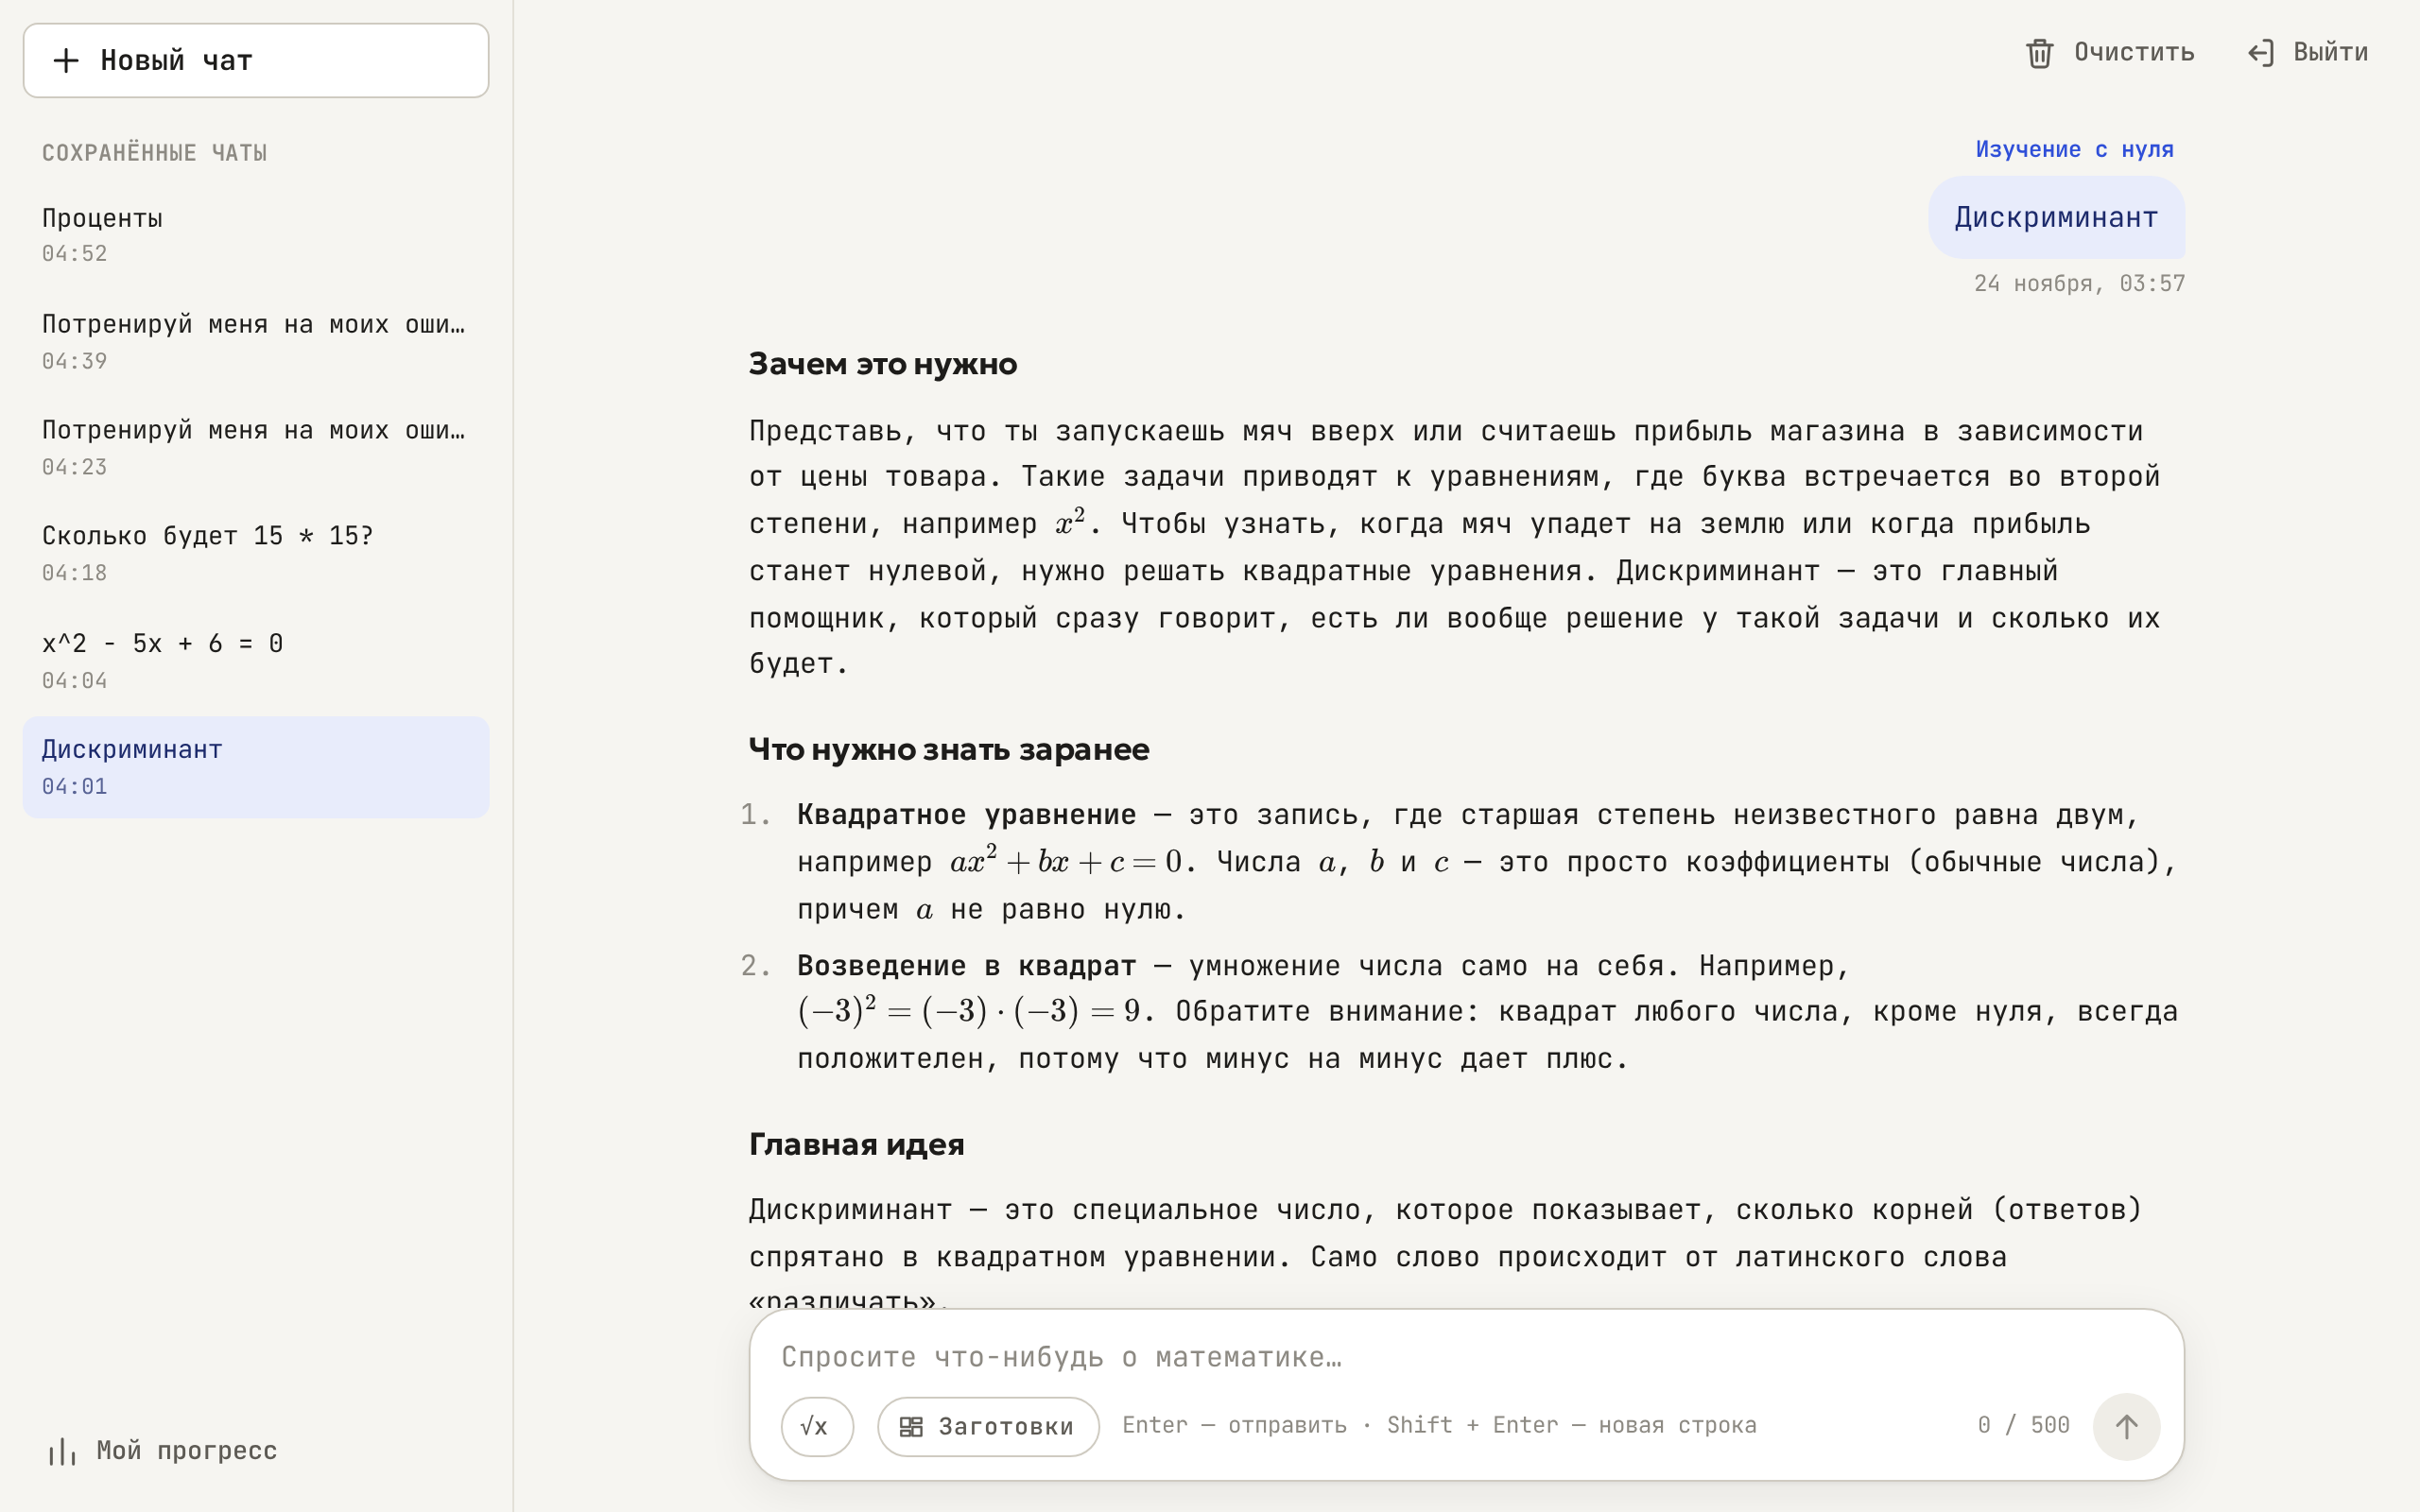 Новый чат
СОХРАНЁННЫЕ ЧАТЫ
Проценты
04:52
Потренируй меня на моих оши…
04:39
Потренируй меня на моих оши…
04:23
Сколько будет 15 * 15?
04:18
x^2 - 5x + 6 = 0
04:04
Дискриминант
04:01
Мой прогресс
Очистить
Выйти
Изучение с нуля
Дискриминант
24 ноября, 03:57
Зачем это нужно
Представь, что ты запускаешь мяч вверх или считаешь прибыль магазина в зависимости
от цены товара. Такие задачи приводят к уравнениям, где буква встречается во второй
степени, например x². Чтобы узнать, когда мяч упадет на землю или когда прибыль
станет нулевой, нужно решать квадратные уравнения. Дискриминант — это главный
помощник, который сразу говорит, есть ли вообще решение у такой задачи и сколько их
будет.
Что нужно знать заранее
1. Квадратное уравнение — это запись, где старшая степень неизвестного равна двум,
например ax² + bx + c = 0. Числа a, b и c — это просто коэффициенты (обычные числа),
причем a не равно нулю.
2. Возведение в квадрат — умножение числа само на себя. Например,
(−3)² = (−3) · (−3) = 9. Обратите внимание: квадрат любого числа, кроме нуля, всегда
положителен, потому что минус на минус дает плюс.
Главная идея
Дискриминант — это специальное число, которое показывает, сколько корней (ответов)
спрятано в квадратном уравнении. Само слово происходит от латинского слова
«различать».
Спросите что-нибудь о математике…
√x
Заготовки
Enter — отправить · Shift + Enter — новая строка
0 / 500